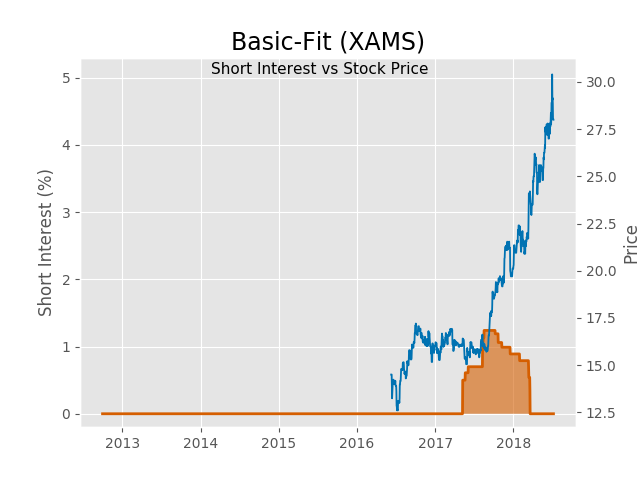 Basic-Fit (XAMS)
Short Interest vs Stock Price
5
4
3
2
1
0
Short Interest (%)
30.0
27.5
25.0
22.5
20.0
17.5
15.0
12.5
Price
2013 2014 2015 2016 2017 2018